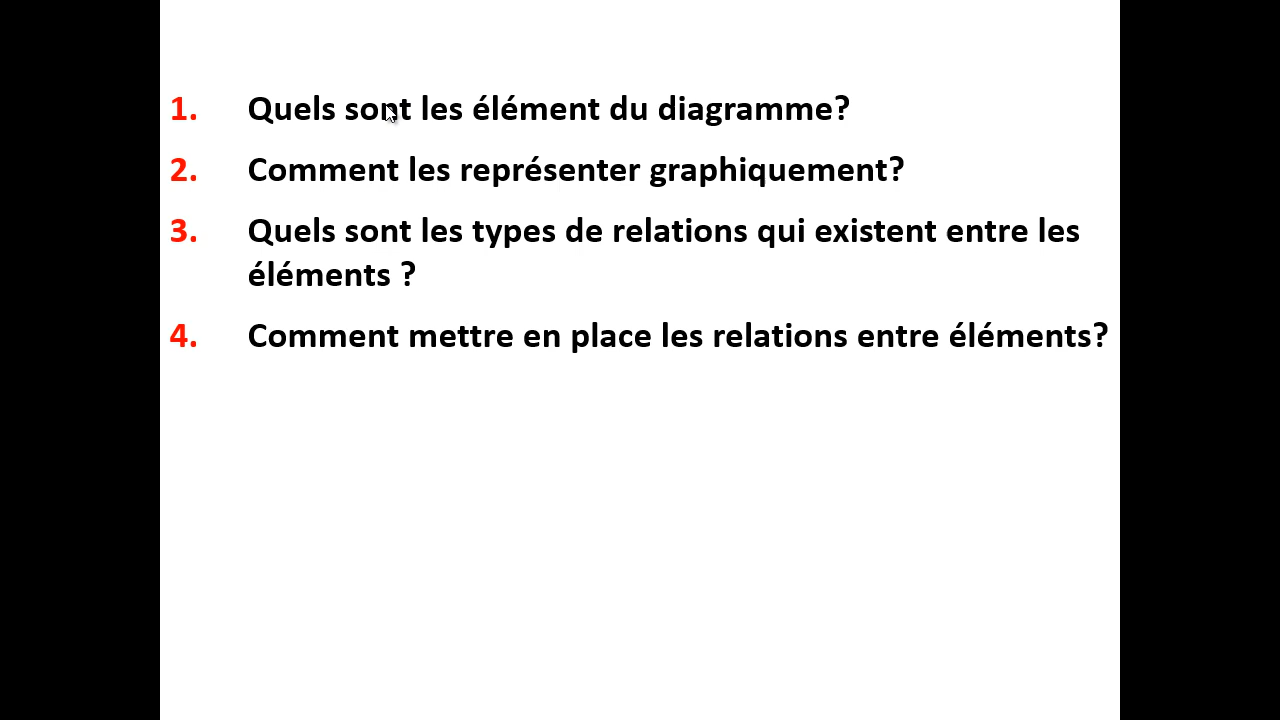 1. Quels sont les élément du diagramme?
2. Comment les représenter graphiquement?
3. Quels sont les types de relations qui existent entre les
éléments ?
4. Comment mettre en place les relations entre éléments?